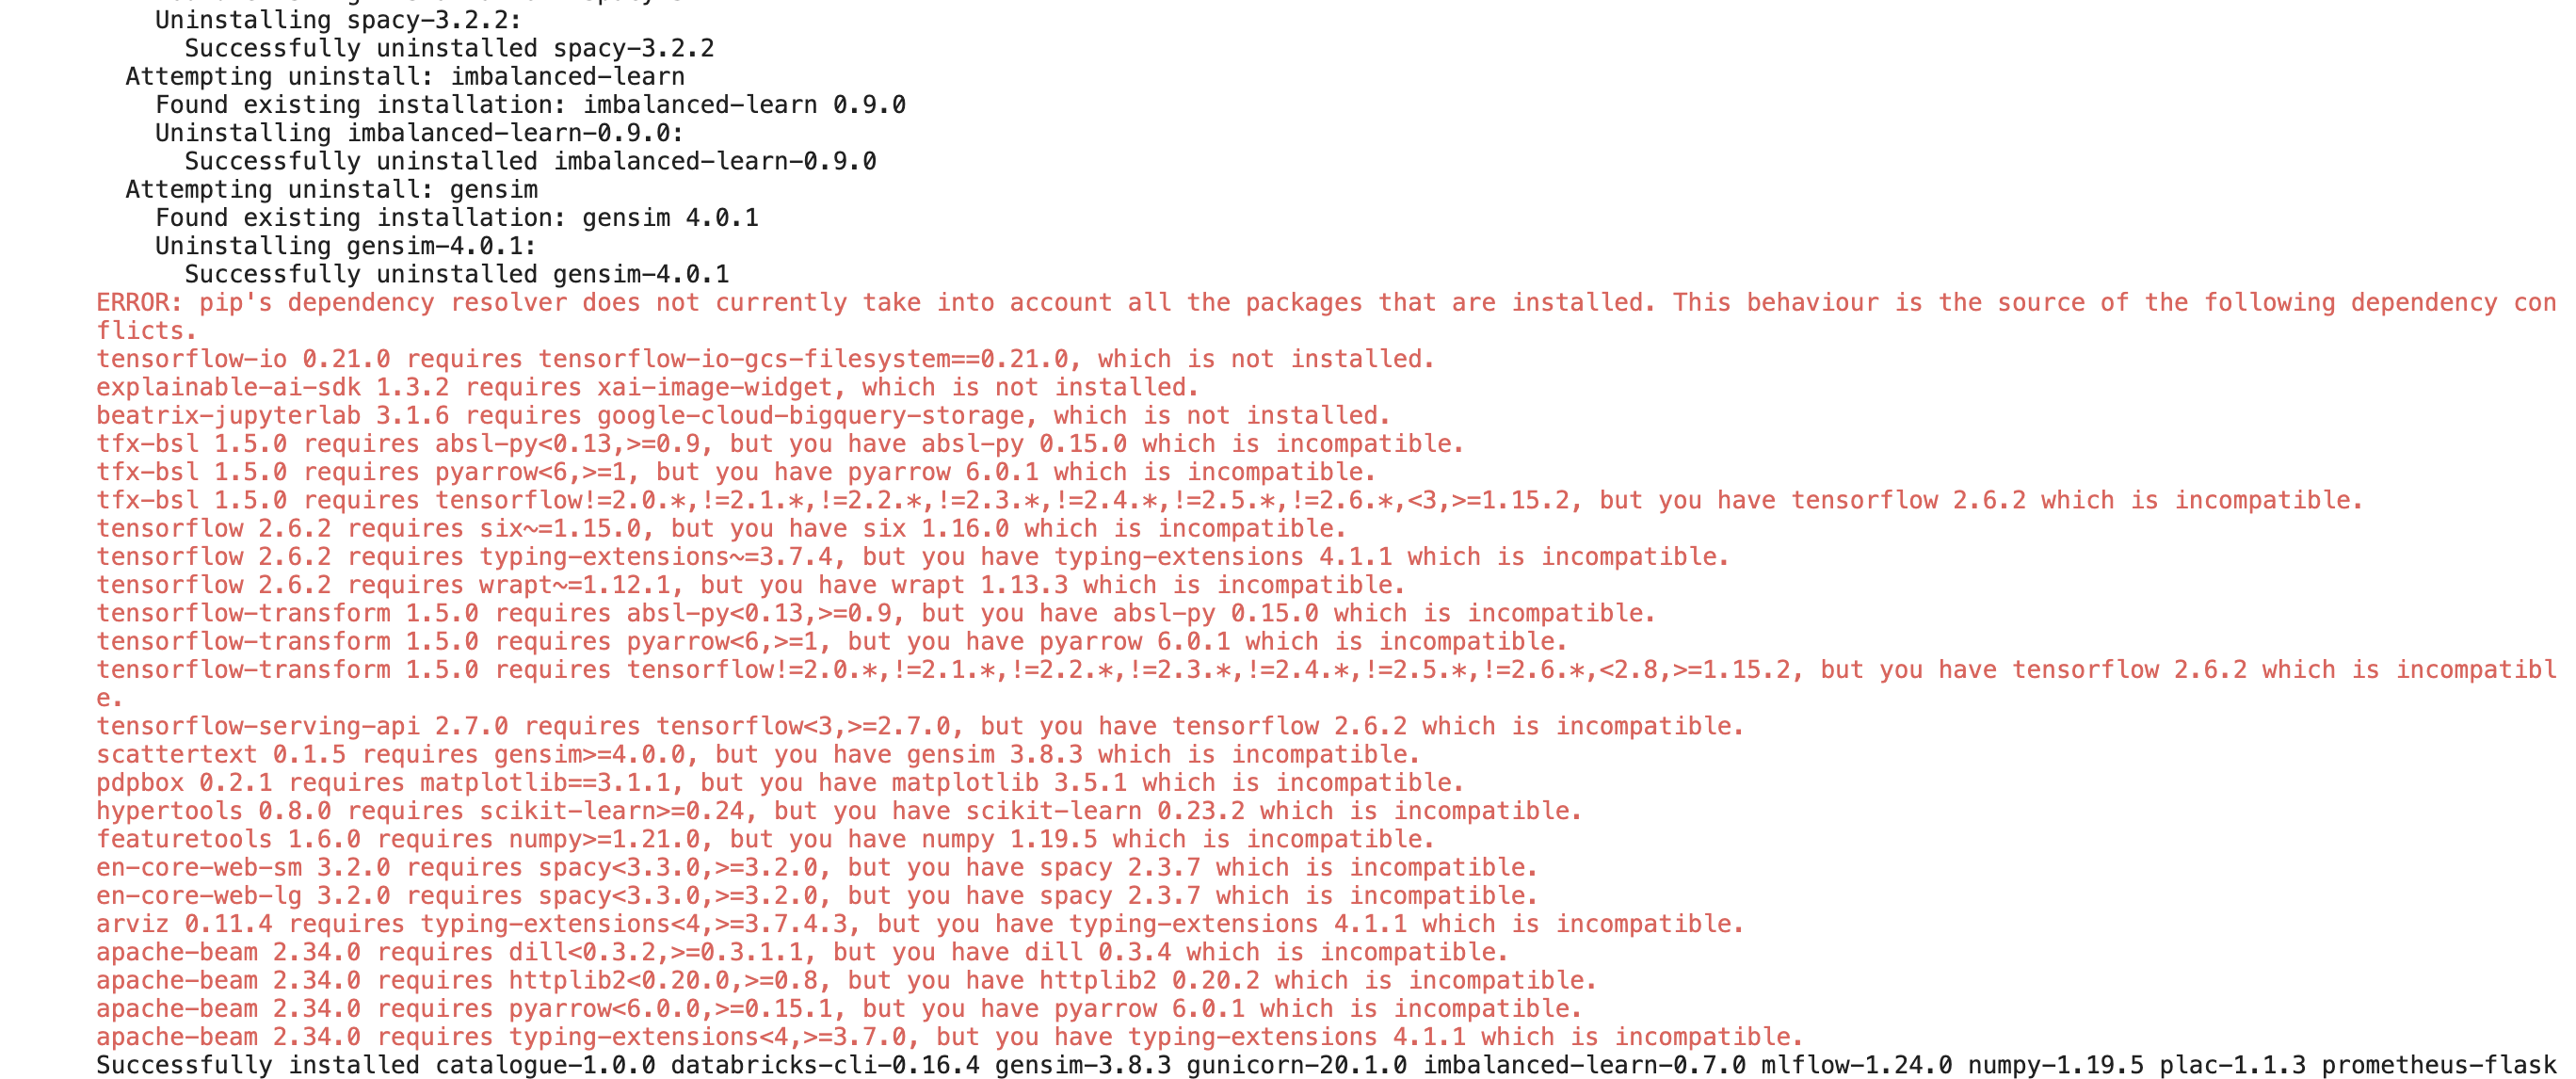 Uninstalling spacy-3.2.2:
Successfully uninstalled spacy-3.2.2
Attempting uninstall: imbalanced-learn
Found existing installation: imbalanced-learn 0.9.0
Uninstalling imbalanced-learn-0.9.0:
Successfully uninstalled imbalanced-learn-0.9.0
Attempting uninstall: gensim
Found existing installation: gensim 4.0.1
Uninstalling gensim-4.0.1:
Successfully uninstalled gensim-4.0.1
ERROR: pip's dependency resolver does not currently take into account all the packages that are installed. This behaviour is the source of the following dependency con
flicts.
tensorflow-io 0.21.0 requires tensorflow-io-gcs-filesystem==0.21.0, which is not installed.
explainable-ai-sdk 1.3.2 requires xai-image-widget, which is not installed.
beatrix-jupyterlab 3.1.6 requires google-cloud-bigquery-storage, which is not installed.
tfx-bsl 1.5.0 requires absl-py<0.13,>=0.9, but you have absl-py 0.15.0 which is incompatible.
tfx-bsl 1.5.0 requires pyarrow<6,>=1, but you have pyarrow 6.0.1 which is incompatible.
tfx-bsl 1.5.0 requires tensorflow!=2.0.*,!=2.1.*,!=2.2.*,!=2.3.*,!=2.4.*,!=2.5.*,!=2.6.*,<3,>=1.15.2, but you have tensorflow 2.6.2 which is incompatible.
tensorflow 2.6.2 requires six~=1.15.0, but you have six 1.16.0 which is incompatible.
tensorflow 2.6.2 requires typing-extensions~=3.7.4, but you have typing-extensions 4.1.1 which is incompatible.
tensorflow 2.6.2 requires wrapt~=1.12.1, but you have wrapt 1.13.3 which is incompatible.
tensorflow-transform 1.5.0 requires absl-py<0.13,>=0.9, but you have absl-py 0.15.0 which is incompatible.
tensorflow-transform 1.5.0 requires pyarrow<6,>=1, but you have pyarrow 6.0.1 which is incompatible.
tensorflow-transform 1.5.0 requires tensorflow!=2.0.*,!=2.1.*,!=2.2.*,!=2.3.*,!=2.4.*,!=2.5.*,!=2.6.*,<2.8,>=1.15.2, but you have tensorflow 2.6.2 which is incompatibl
e.
tensorflow-serving-api 2.7.0 requires tensorflow<3,>=2.7.0, but you have tensorflow 2.6.2 which is incompatible.
scattertext 0.1.5 requires gensim>=4.0.0, but you have gensim 3.8.3 which is incompatible.
pdpbox 0.2.1 requires matplotlib==3.1.1, but you have matplotlib 3.5.1 which is incompatible.
hypertools 0.8.0 requires scikit-learn>=0.24, but you have scikit-learn 0.23.2 which is incompatible.
featuretools 1.6.0 requires numpy>=1.21.0, but you have numpy 1.19.5 which is incompatible.
en-core-web-sm 3.2.0 requires spacy<3.3.0,>=3.2.0, but you have spacy 2.3.7 which is incompatible.
en-core-web-lg 3.2.0 requires spacy<3.3.0,>=3.2.0, but you have spacy 2.3.7 which is incompatible.
arviz 0.11.4 requires typing-extensions<4,>=3.7.4.3, but you have typing-extensions 4.1.1 which is incompatible.
apache-beam 2.34.0 requires dill<0.3.2,>=0.3.1.1, but you have dill 0.3.4 which is incompatible.
apache-beam 2.34.0 requires httplib2<0.20.0,>=0.8, but you have httplib2 0.20.2 which is incompatible.
apache-beam 2.34.0 requires pyarrow<6.0.0,>=0.15.1, but you have pyarrow 6.0.1 which is incompatible.
apache-beam 2.34.0 requires typing-extensions<4,>=3.7.0, but you have typing-extensions 4.1.1 which is incompatible.
Successfully installed catalogue-1.0.0 databricks-cli-0.16.4 gensim-3.8.3 gunicorn-20.1.0 imbalanced-learn-0.7.0 mlflow-1.24.0 numpy-1.19.5 plac-1.1.3 prometheus-flask